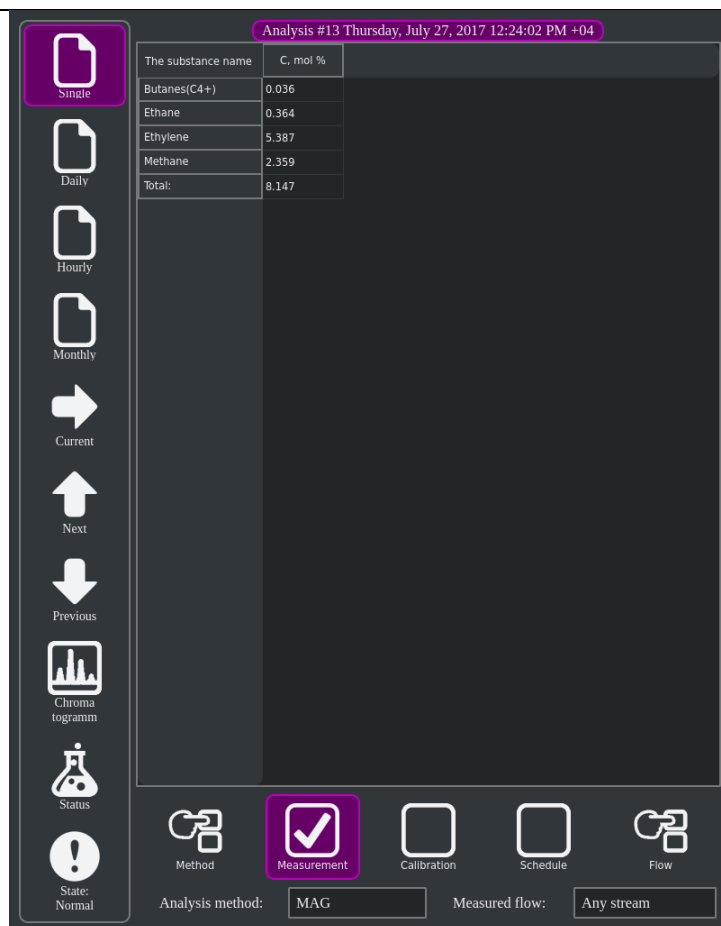 Analysis #13 Thursday, July 27, 2017 12:24:02 PM +04
Single
Daily
Hourly
Monthly
Current
Next
Previous
Chroma
togramm
Status
State:
Normal
The substance name C, mol %
Butanes(C4+) 0.036
Ethane 0.364
Ethylene 5.387
Methane 2.359
Total: 8.147
Method Measurement Calibration Schedule Flow
Analysis method: MAG Measured flow: Any stream